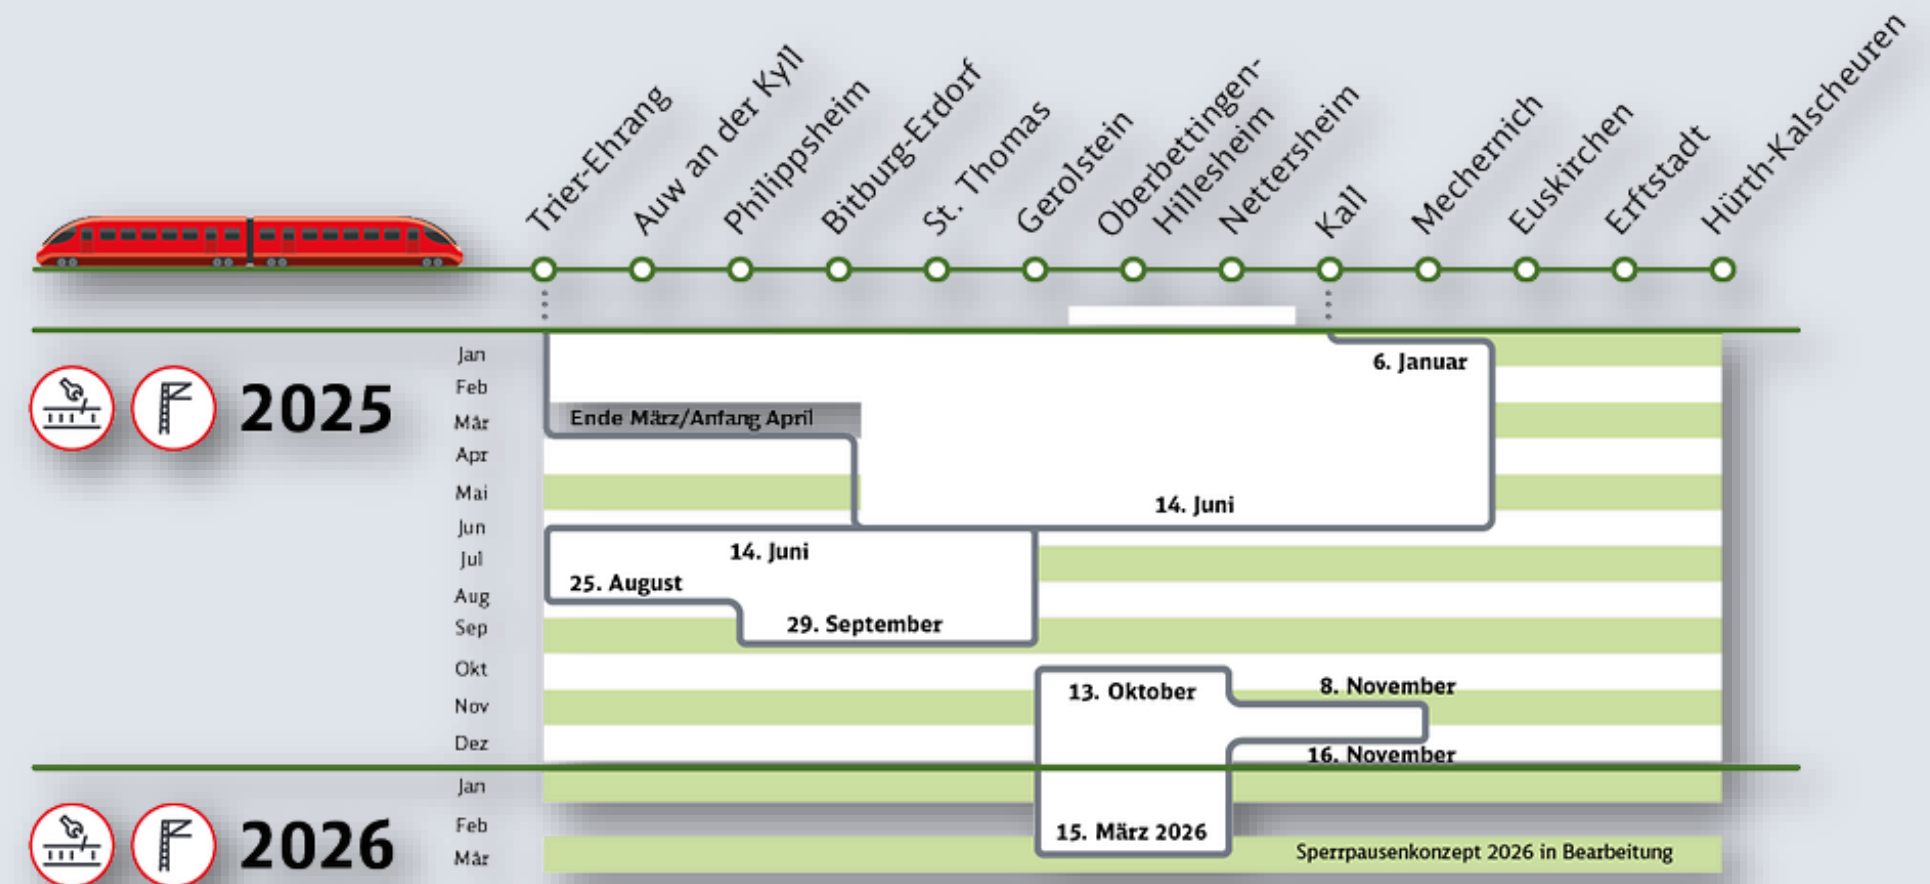 Trier-Ehrang
Auw an der Kyll
Philippsheim
Bitburg-Erdorf
St. Thomas
Gerolstein
Oberbettingen-
Hillesheim
Nettersheim
Kall
Mechernich
Euskirchen
Erftstadt
Hürth-Kalscheuren
2025
Jan
6. Januar
Feb
Mär
Ende März/Anfang April
Apr
Mai
14. Juni
Jun
14. Juni
Jul
25. August
Aug
Sep
29. September
Okt
13. Oktober
8. November
Nov
Dez
16. November
2026
Jan
Feb
15. März 2026
Mär
Sperrpausenkonzept 2026 in Bearbeitung